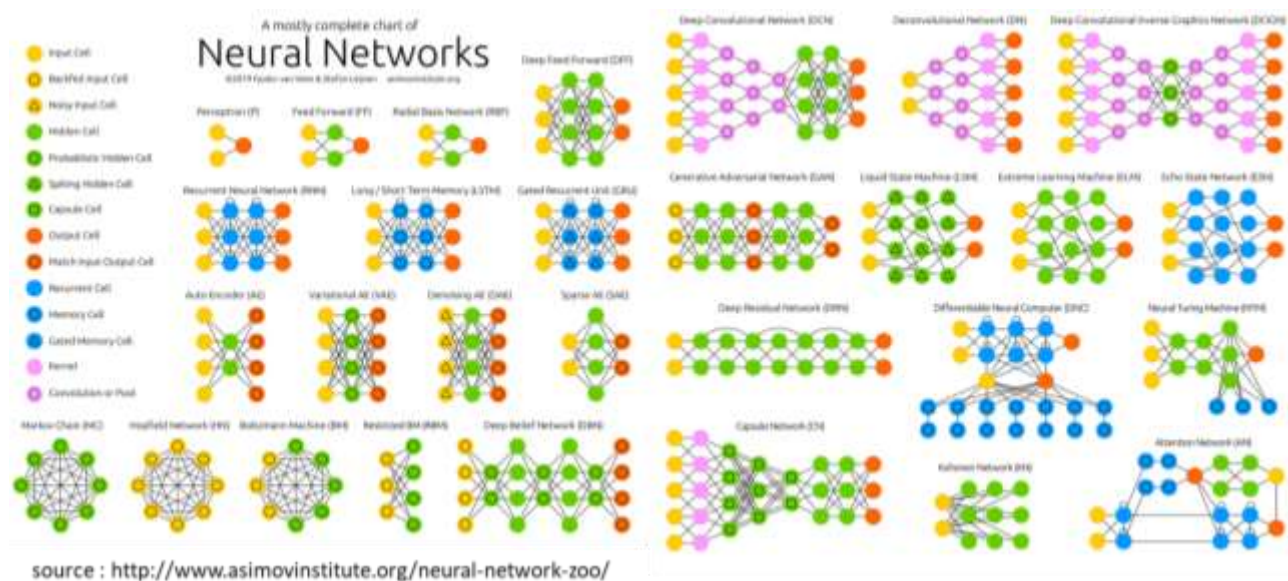 A mostly complete chart of
Neural Networks
©2019 Fjodor van Veen & Stefan Leijnen asimovinstitute.org
Input Cell
Backfed Input Cell
Noisy Input Cell
Hidden Cell
Probablistic Hidden Cell
Spiking Hidden Cell
Capsule Cell
Output Cell
Match Input Output Cell
Recurrent Cell
Memory Cell
Gated Memory Cell
Kernel
Convolution or Pool
Perceptron (P)
Feed Forward (FF)
Radial Basis Network (RBF)
Deep Feed Forward (DFF)
Recurrent Neural Network (RNN)
Long / Short Term Memory (LSTM)
Gated Recurrent Unit (GRU)
Auto Encoder (AE)
Variational AE (VAE)
Denoising AE (DAE)
Sparse AE (SAE)
Markov Chain (MC)
Hopfield Network (HN)
Boltzmann Machine (BM)
Restricted BM (RBM)
Deep Belief Network (DBN)
Deep Convolutional Network (DCN)
Deconvolutional Network (DN)
Deep Convolutional Inverse Graphics Network (DCIGN)
Generative Adversarial Network (GAN)
Liquid State Machine (LSM)
Extreme Learning Machine (ELM)
Echo State Network (ESN)
Deep Residual Network (DRN)
Differentiable Neural Computer (DNC)
Neural Turing Machine (NTM)
Capsule Network (CN)
Kohonen Network (KN)
Attention Network (AN)
source : http://www.asimovinstitute.org/neural-network-zoo/